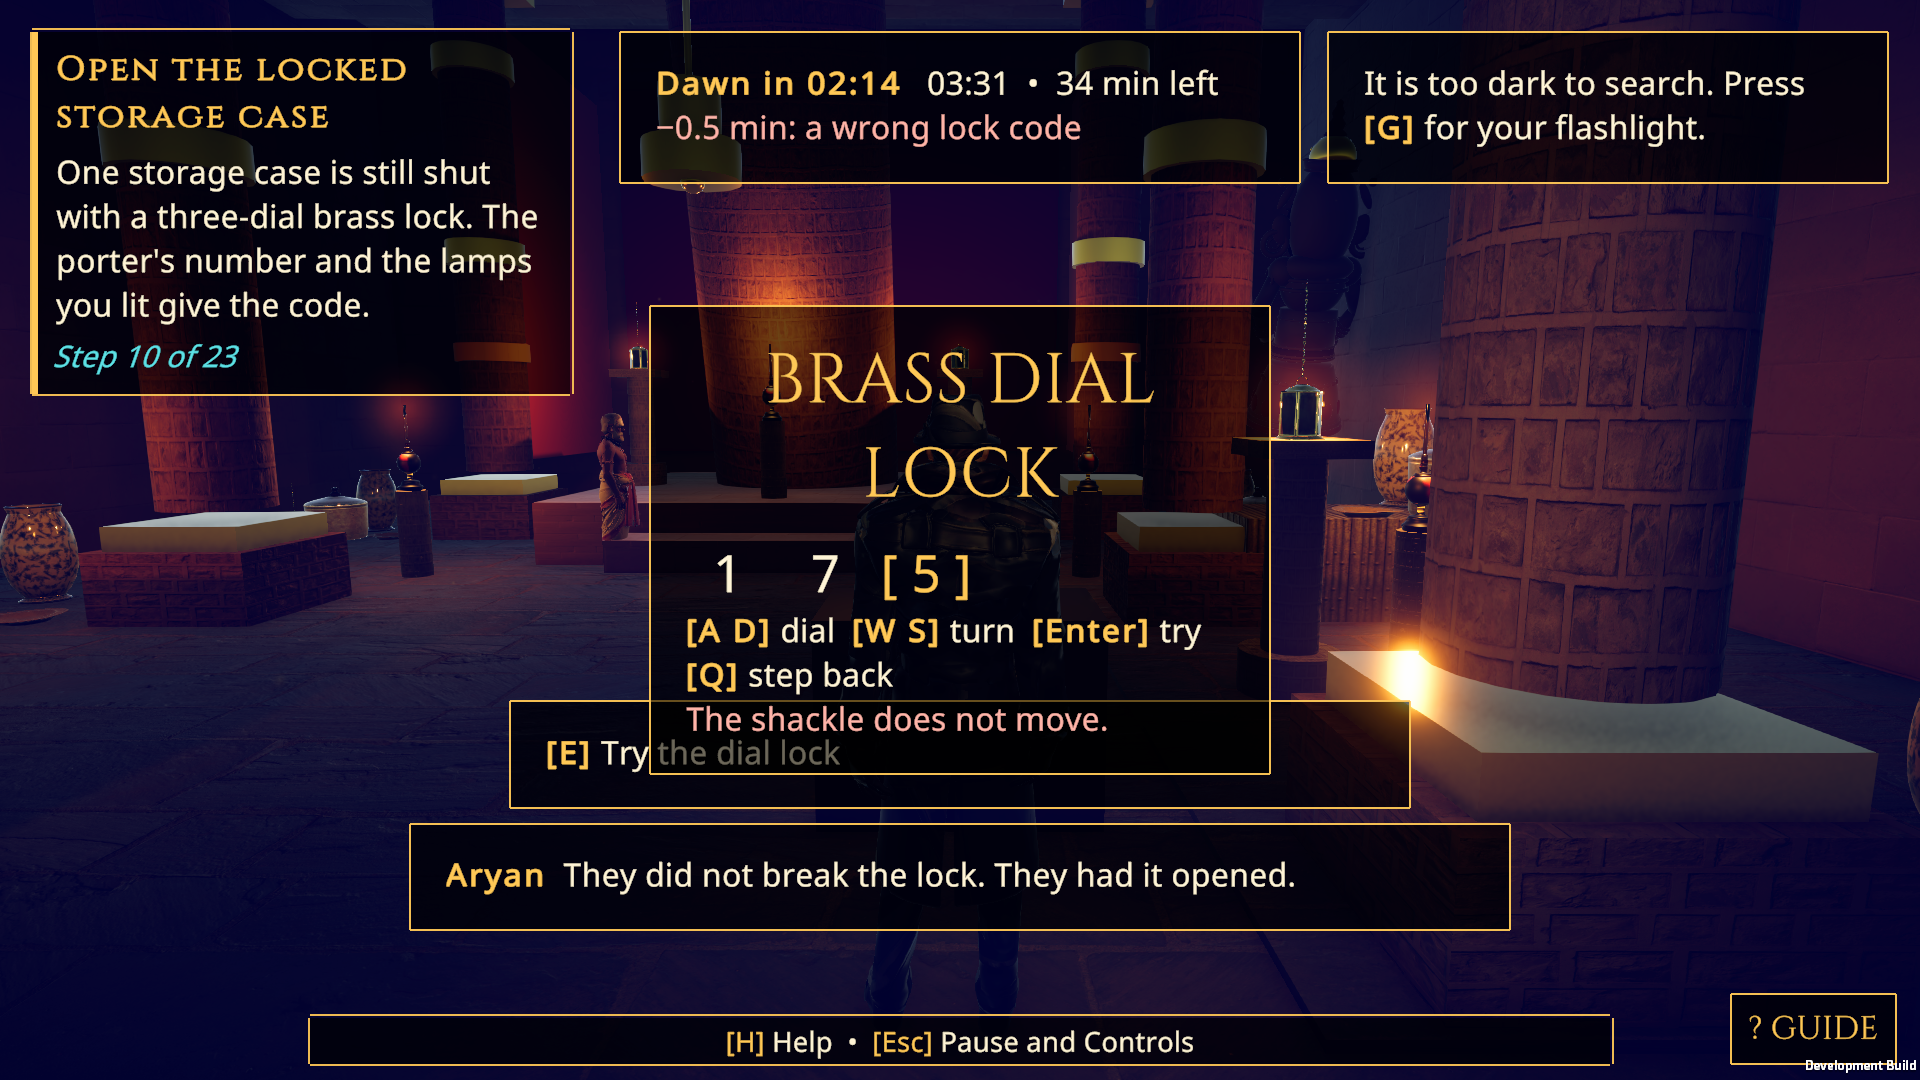 OPEN THE LOCKED
STORAGE CASE
One storage case is still shut
with a three-dial brass lock. The
porter's number and the lamps
you lit give the code.
Step 10 of 23
Dawn in 02:14 03:31 • 34 min left
−0.5 min: a wrong lock code
It is too dark to search. Press
[G] for your flashlight.
BRASS DIAL
LOCK
1 7 [ 5 ]
[A D] dial [W S] turn [Enter] try
[Q] step back
The shackle does not move.
[E] Try the dial lock
Aryan They did not break the lock. They had it opened.
[H] Help • [Esc] Pause and Controls
? GUIDE
Development Build